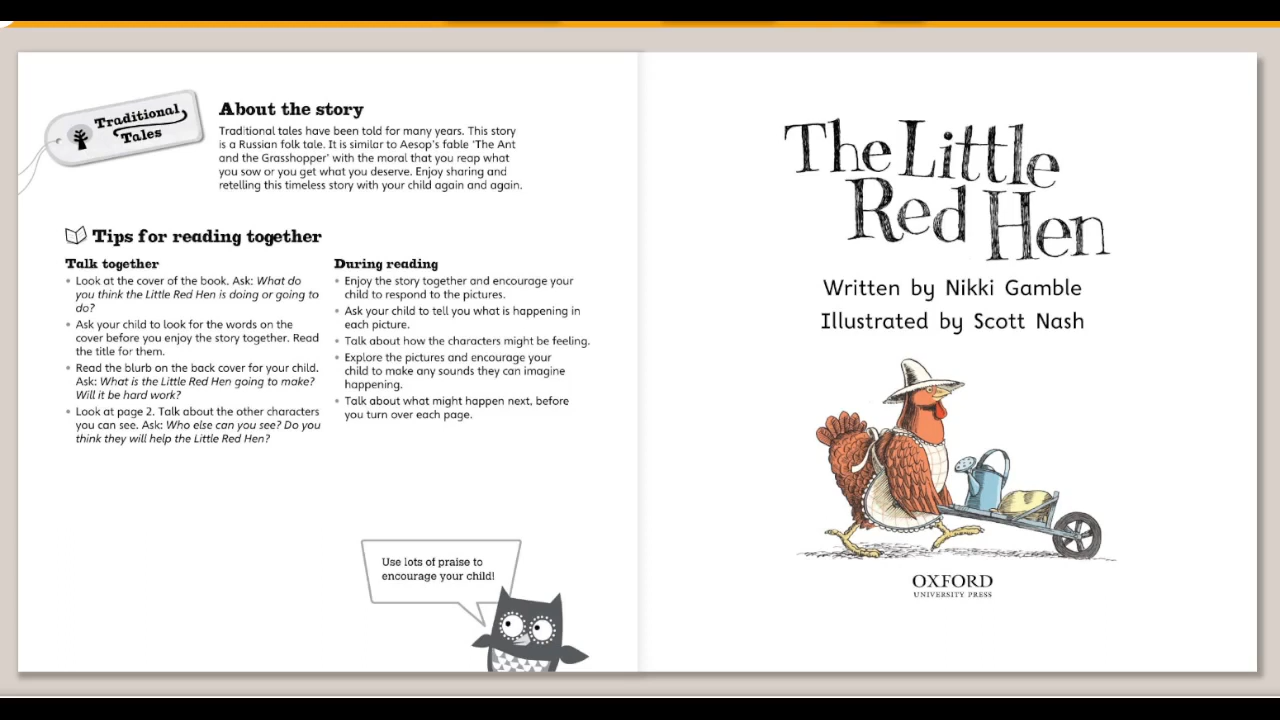 Traditional
Tales
About the story
Traditional tales have been told for many years. This story
is a Russian folk tale. It is similar to Aesop's fable 'The Ant
and the Grasshopper' with the moral that you reap what
you sow or you get what you deserve. Enjoy sharing and
retelling this timeless story with your child again and again.
Tips for reading together
Talk together
• Look at the cover of the book. Ask: What do
you think the Little Red Hen is doing or going to
do?
• Ask your child to look for the words on the
cover before you enjoy the story together. Read
the title for them.
• Read the blurb on the back cover for your child.
Ask: What is the Little Red Hen going to make?
Will it be hard work?
• Look at page 2. Talk about the other characters
you can see. Ask: Who else can you see? Do you
think they will help the Little Red Hen?
During reading
• Enjoy the story together and encourage your
child to respond to the pictures.
• Ask your child to tell you what is happening in
each picture.
• Talk about how the characters might be feeling.
• Explore the pictures and encourage your
child to make any sounds they can imagine
happening.
• Talk about what might happen next, before
you turn over each page.
Use lots of praise to
encourage your child!
The Little
Red Hen
Written by Nikki Gamble
Illustrated by Scott Nash
OXFORD
UNIVERSITY PRESS